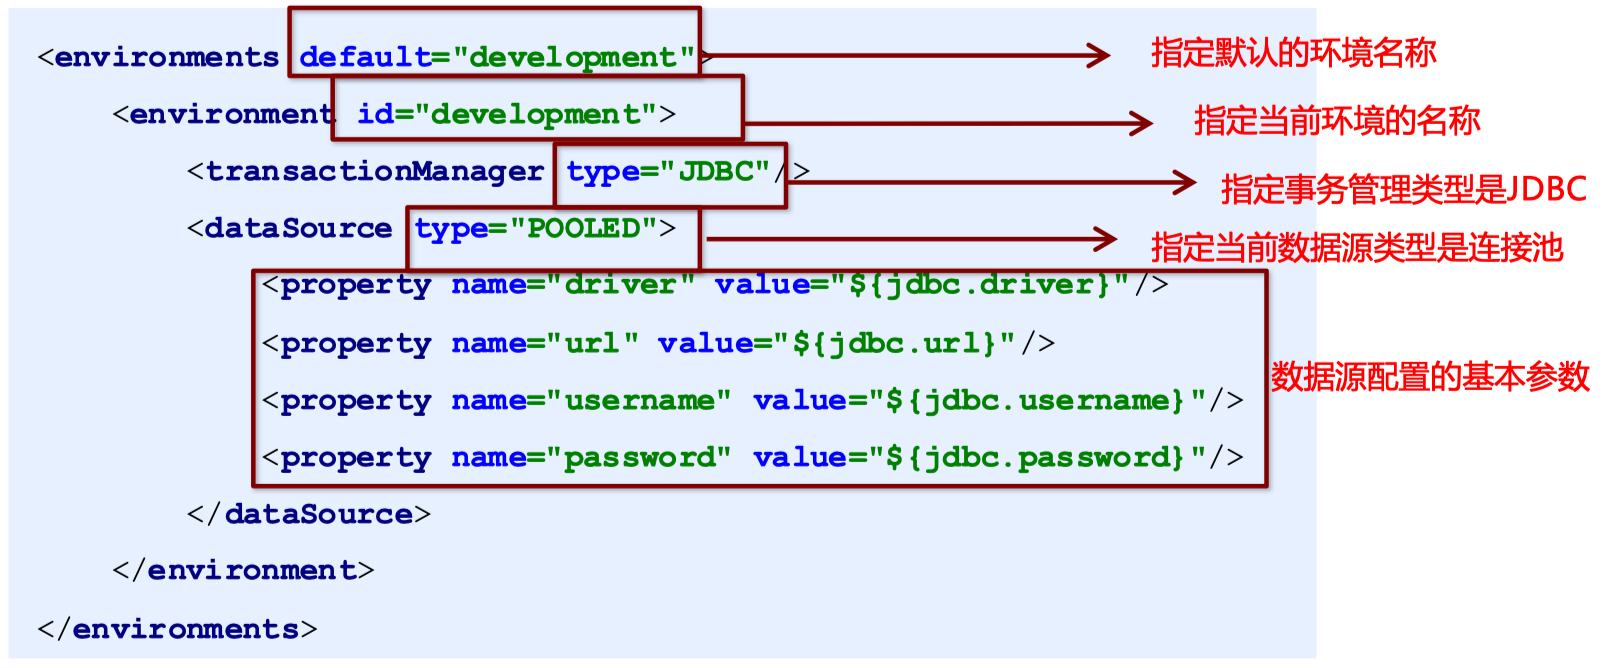 <environments default="development"> 指定默认的环境名称
<environment id="development"> 指定当前环境的名称
<transactionManager type="JDBC"/> 指定事务管理类型是JDBC
<dataSource type="POOLED"> 指定当前数据源类型是连接池
<property name="driver" value="${jdbc.driver}"/>
<property name="url" value="${jdbc.url}"/>
数据源配置的基本参数
<property name="username" value="${jdbc.username}"/>
<property name="password" value="${jdbc.password}"/>
</dataSource>
</environment>
</environments>